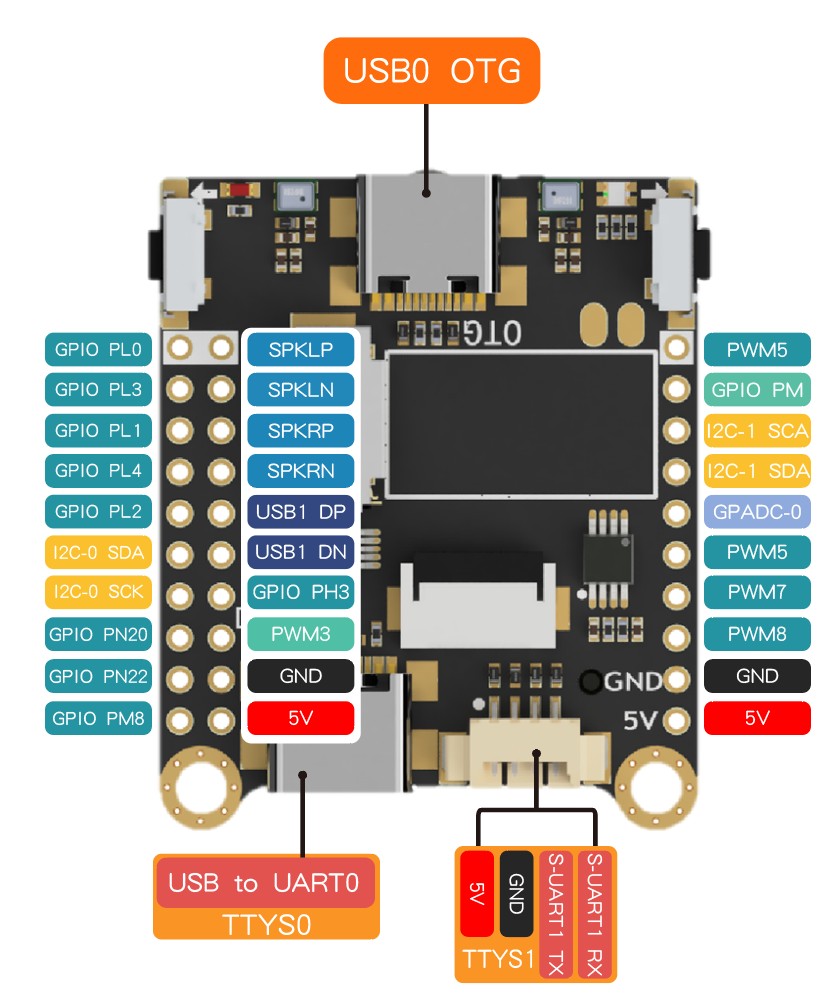 USB0 OTG
OTG
GPIO PL0
SPKLP
PWM5
GPIO PL3
SPKLN
GPIO PM
GPIO PL1
SPKRP
I2C-1 SCA
GPIO PL4
SPKRN
I2C-1 SDA
GPIO PL2
USB1 DP
GPADC-0
I2C-0 SDA
USB1 DN
PWM5
I2C-0 SCK
GPIO PH3
PWM7
GPIO PN20
PWM3
PWM8
GPIO PN22
GND
GND
GND
GPIO PM8
5V
5V
5V
USB to UART0
TTYS0
5V
GND
S-UART1 TX
S-UART1 RX
TTYS1